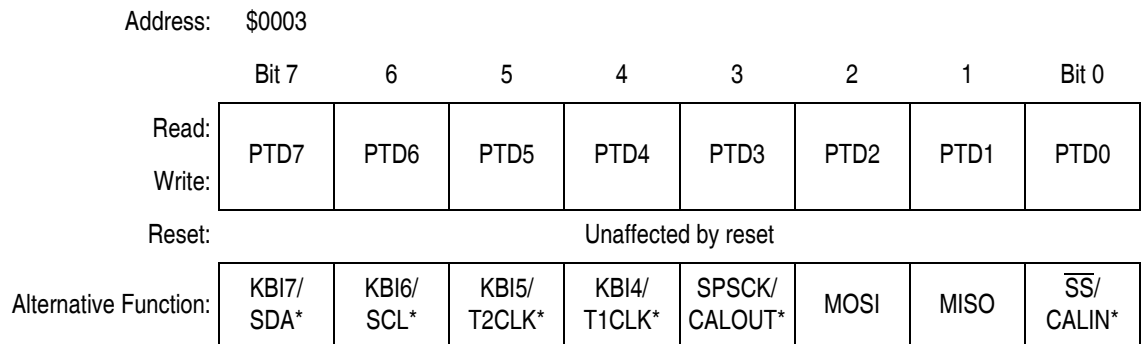 Address: $0003
Bit 7 6 5 4 3 2 1 Bit 0
Read:
PTD7 PTD6 PTD5 PTD4 PTD3 PTD2 PTD1 PTD0
Write:
Reset: Unaffected by reset
Alternative Function: KBI7/ SDA* KBI6/ SCL* KBI5/ T2CLK* KBI4/ T1CLK* SPSCK/ CALOUT* MOSI MISO S̅S̅/ CALIN*